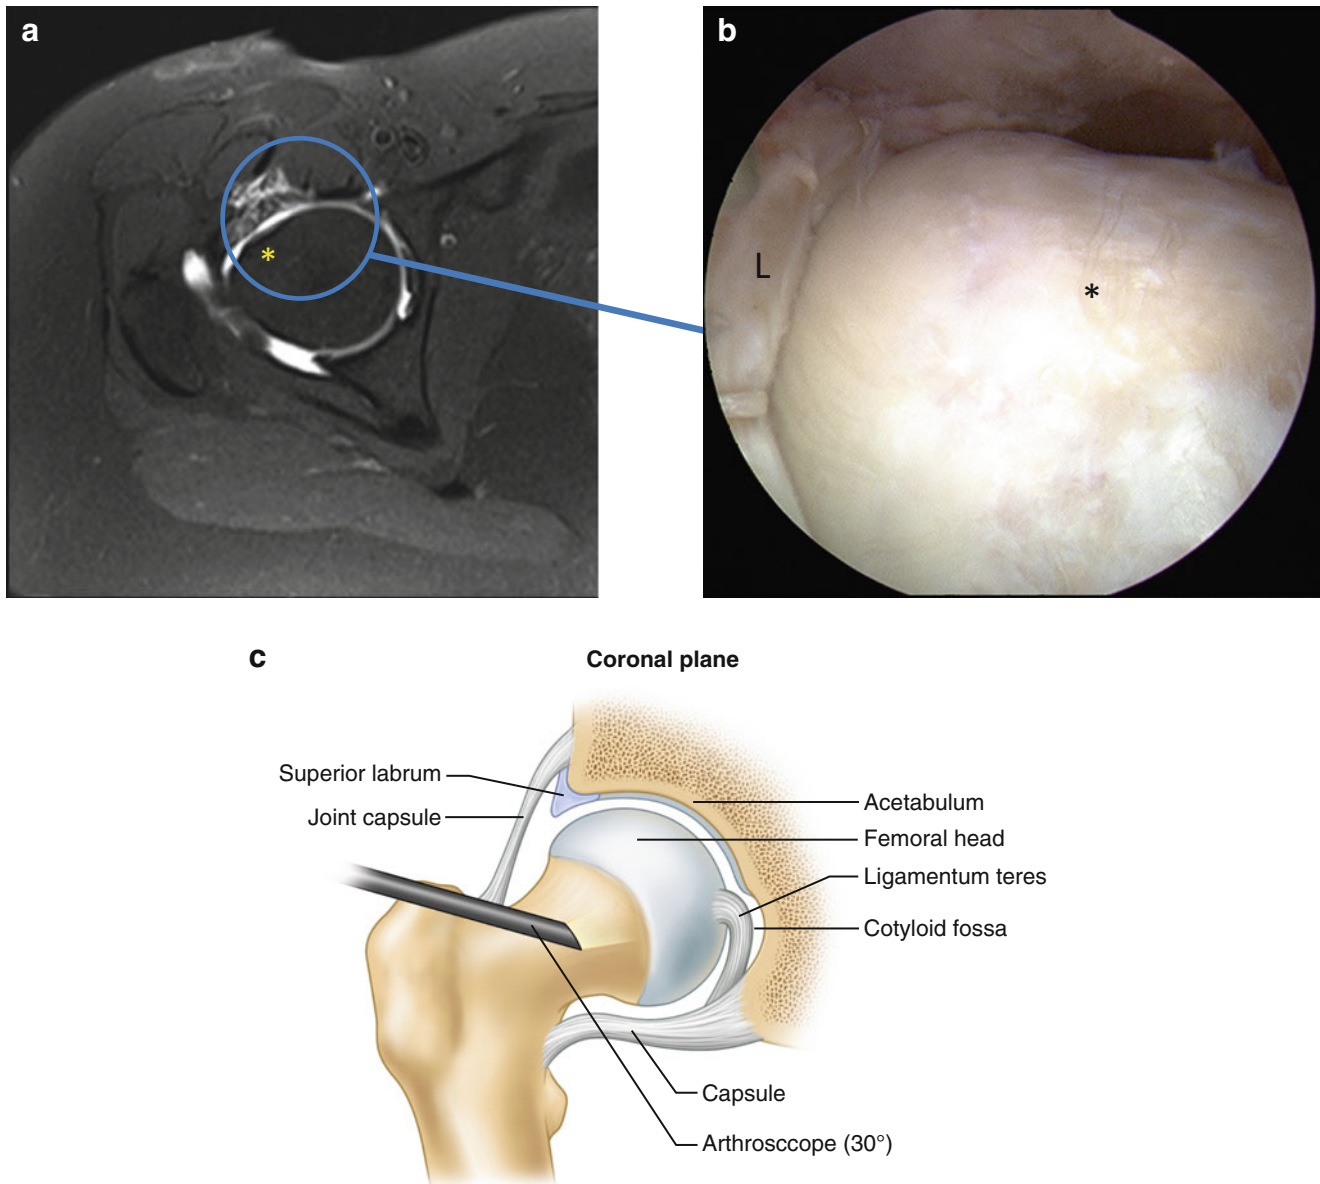 a
b
*
L
*
c
Coronal plane
Superior labrum
Joint capsule
Acetabulum
Femoral head
Ligamentum teres
Cotyloid fossa
Capsule
Arthrosccope (30°)